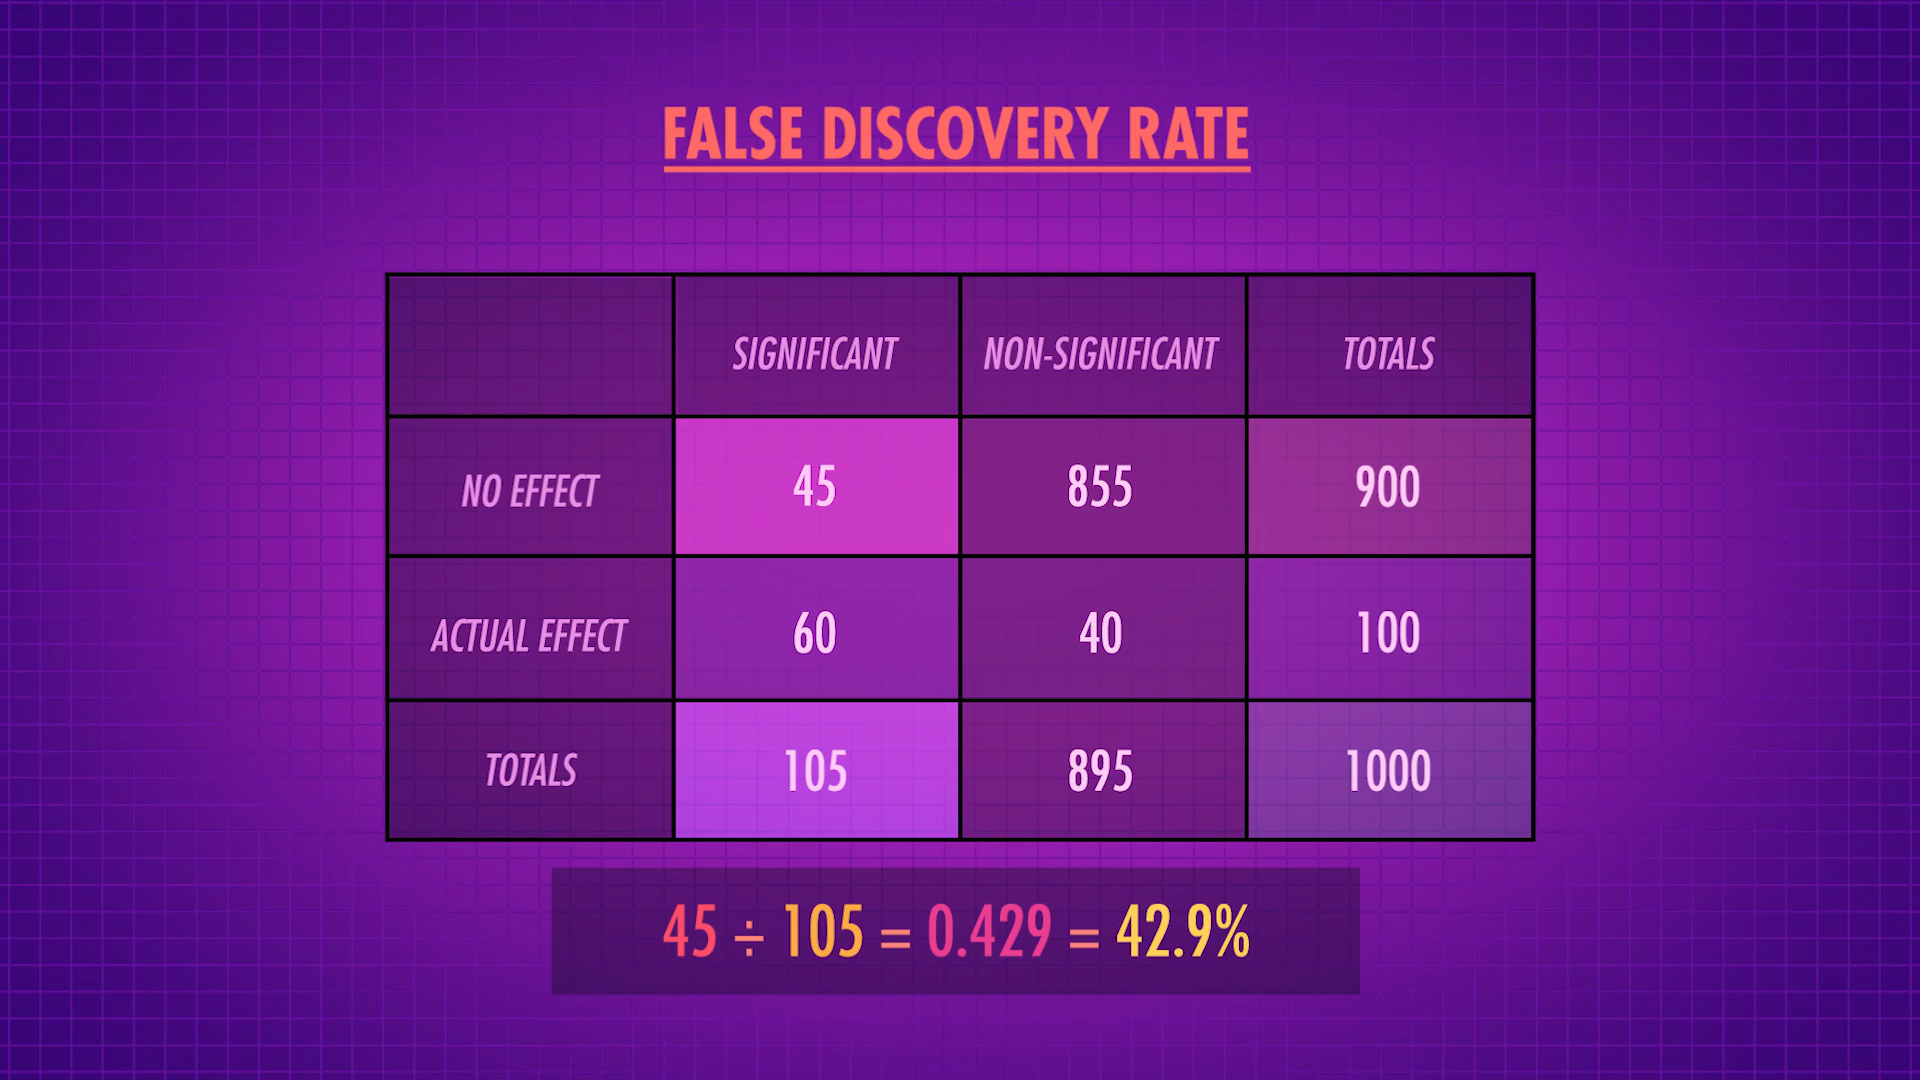 FALSE DISCOVERY RATE
SIGNIFICANT NON-SIGNIFICANT TOTALS
NO EFFECT 45 855 900
ACTUAL EFFECT 60 40 100
TOTALS 105 895 1000
45 ÷ 105 = 0.429 = 42.9%